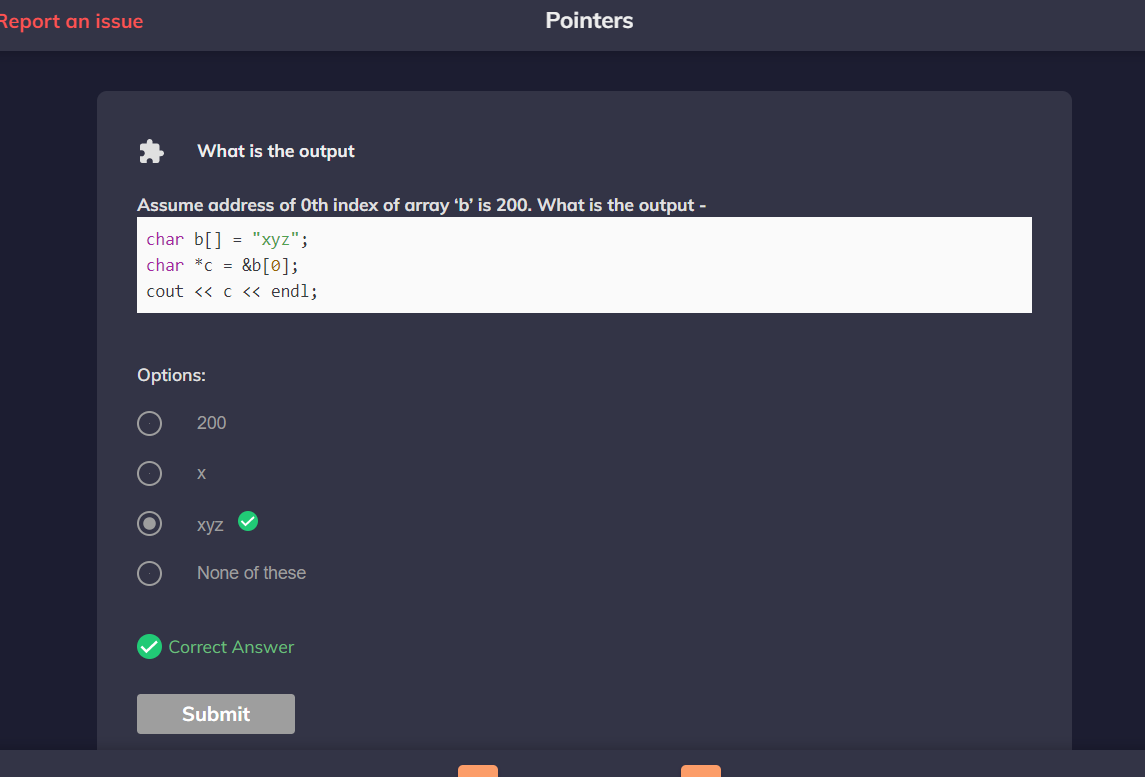 Report an issue
Pointers
What is the output
Assume address of 0th index of array ‘b’ is 200. What is the output -
char b[] = "xyz";
char *c = &b[0];
cout << c << endl;
Options:
200
x
xyz
None of these
Correct Answer
Submit